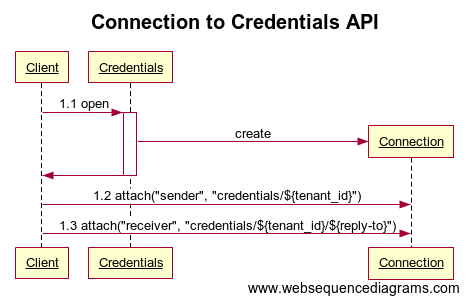 Connection to Credentials API
Client
Credentials
1.1 open
create
Connection
1.2 attach("sender", "credentials/${tenant_id}")
1.3 attach("receiver", "credentials/${tenant_id}/${reply-to}")
Client
Credentials
Connection
www.websequencediagrams.com